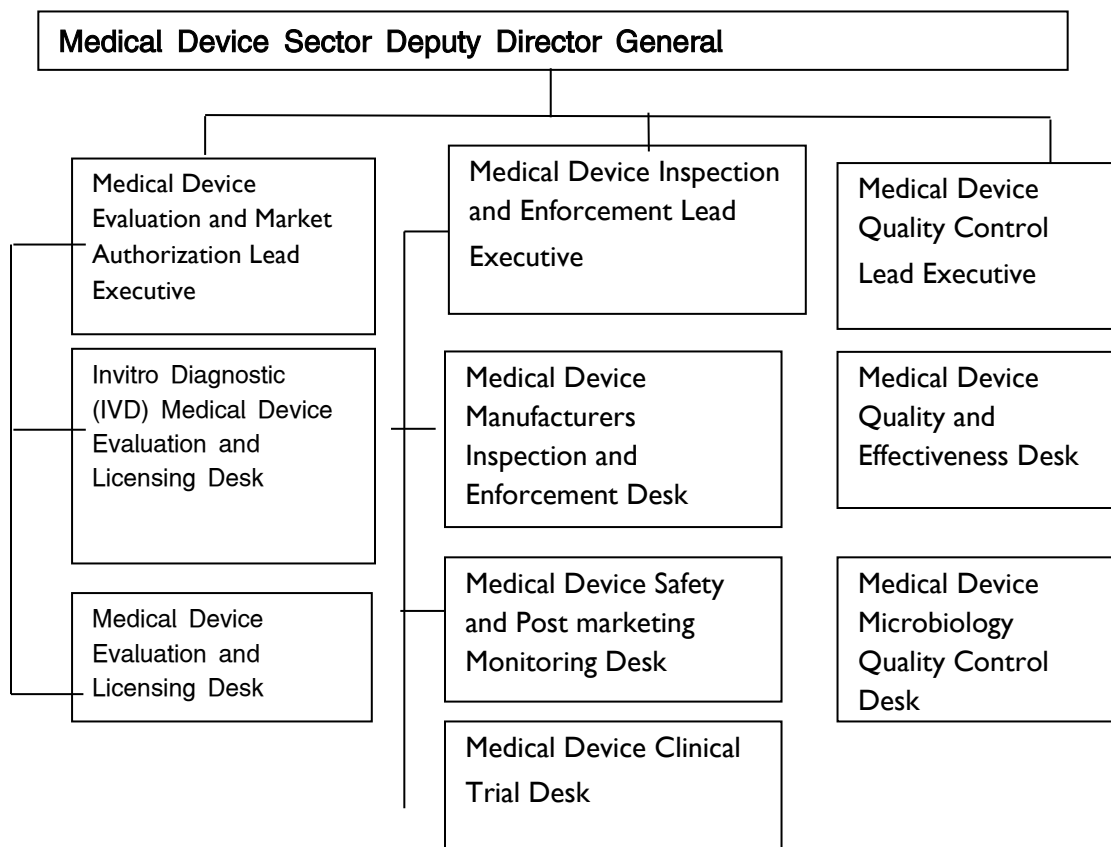 Medical Device Sector Deputy Director General
Medical Device
Evaluation and Market
Authorization Lead
Executive
Invitro Diagnostic
(IVD) Medical Device
Evaluation and
Licensing Desk
Medical Device
Evaluation and
Licensing Desk
Medical Device Inspection
and Enforcement Lead
Executive
Medical Device
Manufacturers
Inspection and
Enforcement Desk
Medical Device Safety
and Post marketing
Monitoring Desk
Medical Device Clinical
Trial Desk
Medical Device
Quality Control
Lead Executive
Medical Device
Quality and
Effectiveness Desk
Medical Device
Microbiology
Quality Control
Desk